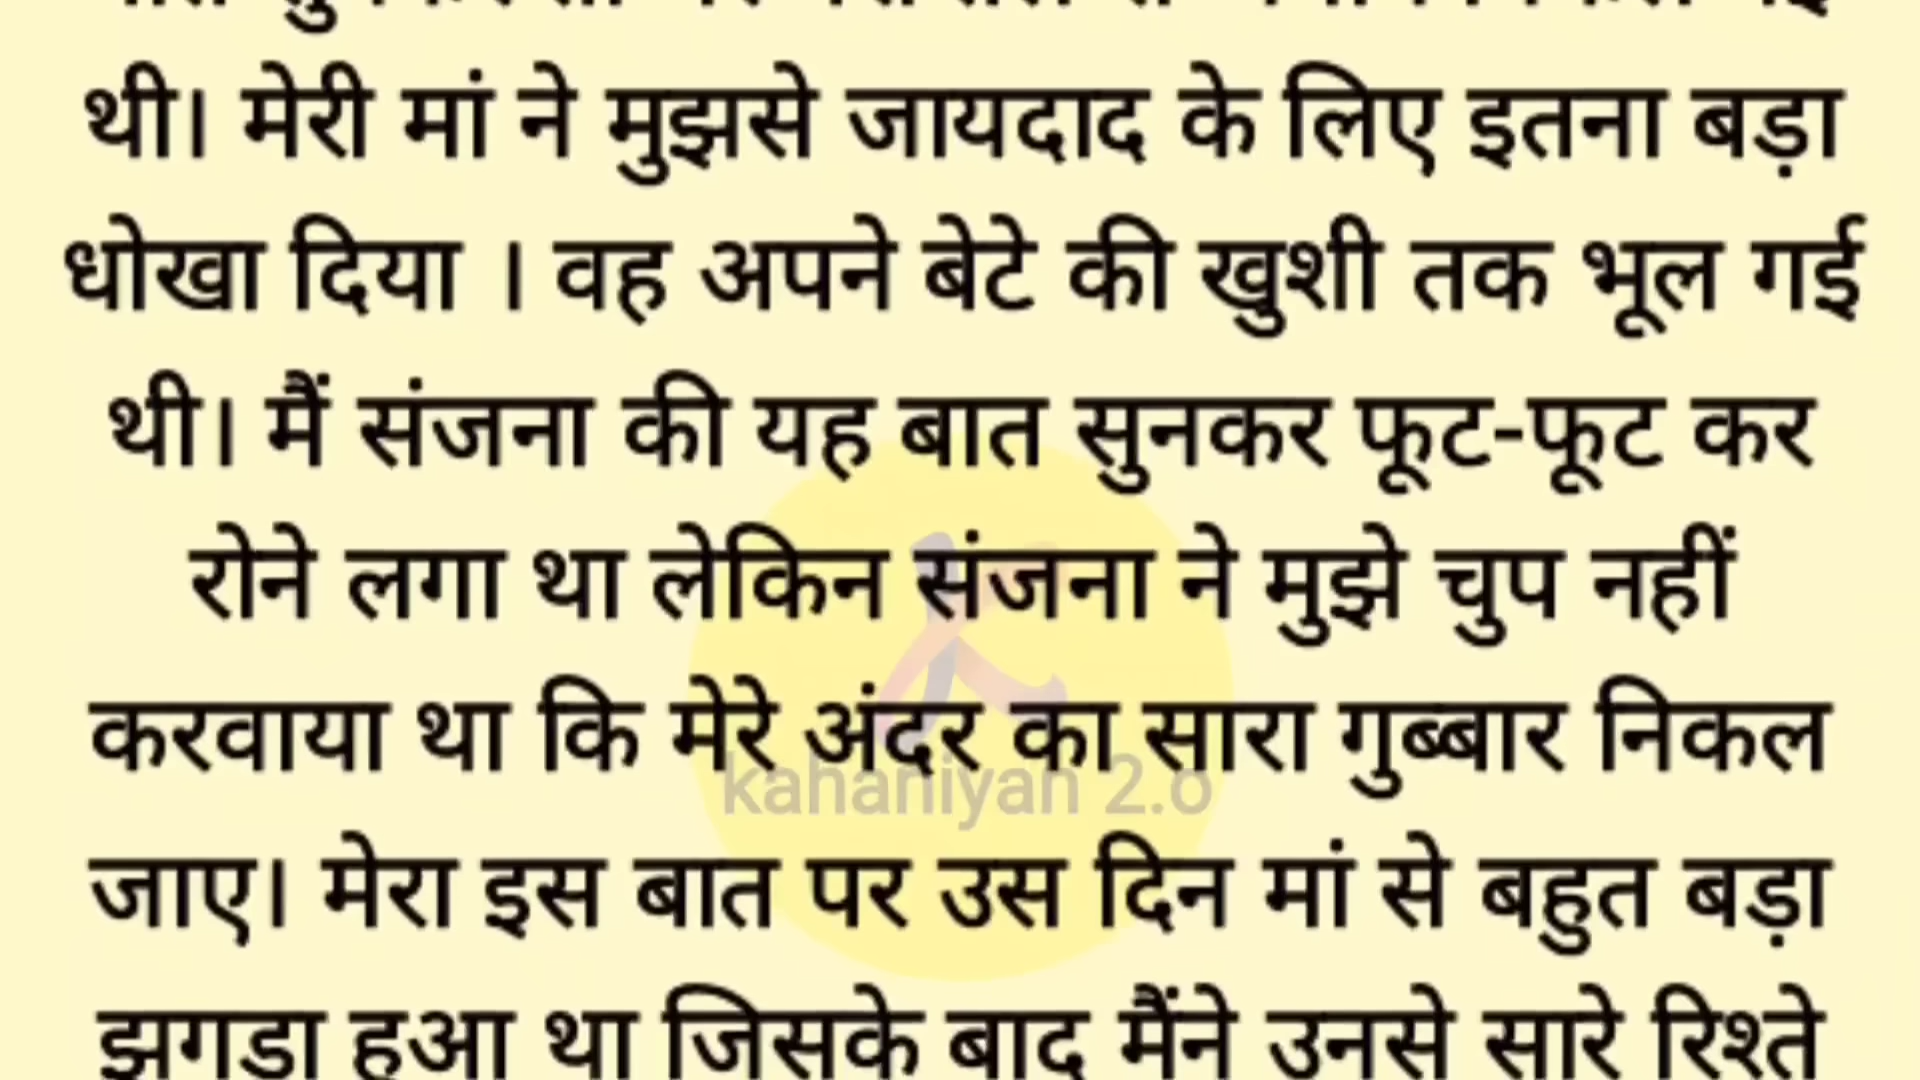 थी। मेरी मां ने मुझसे जायदाद के लिए इतना बड़ा
धोखा दिया । वह अपने बेटे की खुशी तक भूल गई
थी। मैं संजना की यह बात सुनकर फूट-फूट कर
रोने लगा था लेकिन संजना ने मुझे चुप नहीं
करवाया था कि मेरे अंदर का सारा गुब्बार निकल
kahaniyan 2.o
जाए। मेरा इस बात पर उस दिन मां से बहुत बड़ा
झगडा हुआ था जिसके बाद मैंने उनसे सारे रिश्ते